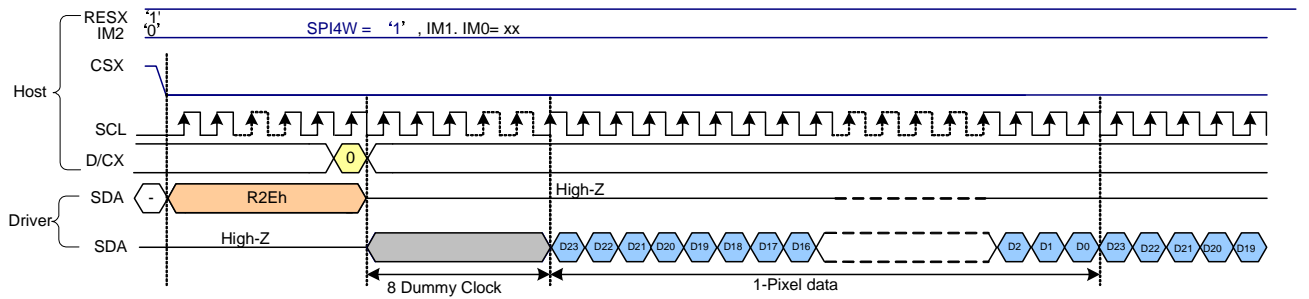 RESX '1'
IM2 '0' SPI4W = '1' , IM1. IM0= xx
CSX
Host
SCL
D/CX 0
SDA - R2Eh High-Z
Driver
SDA High-Z D23 D22 D21 D20 D19 D18 D17 D16 D2 D1 D0 D23 D22 D21 D20 D19
8 Dummy Clock 1-Pixel data